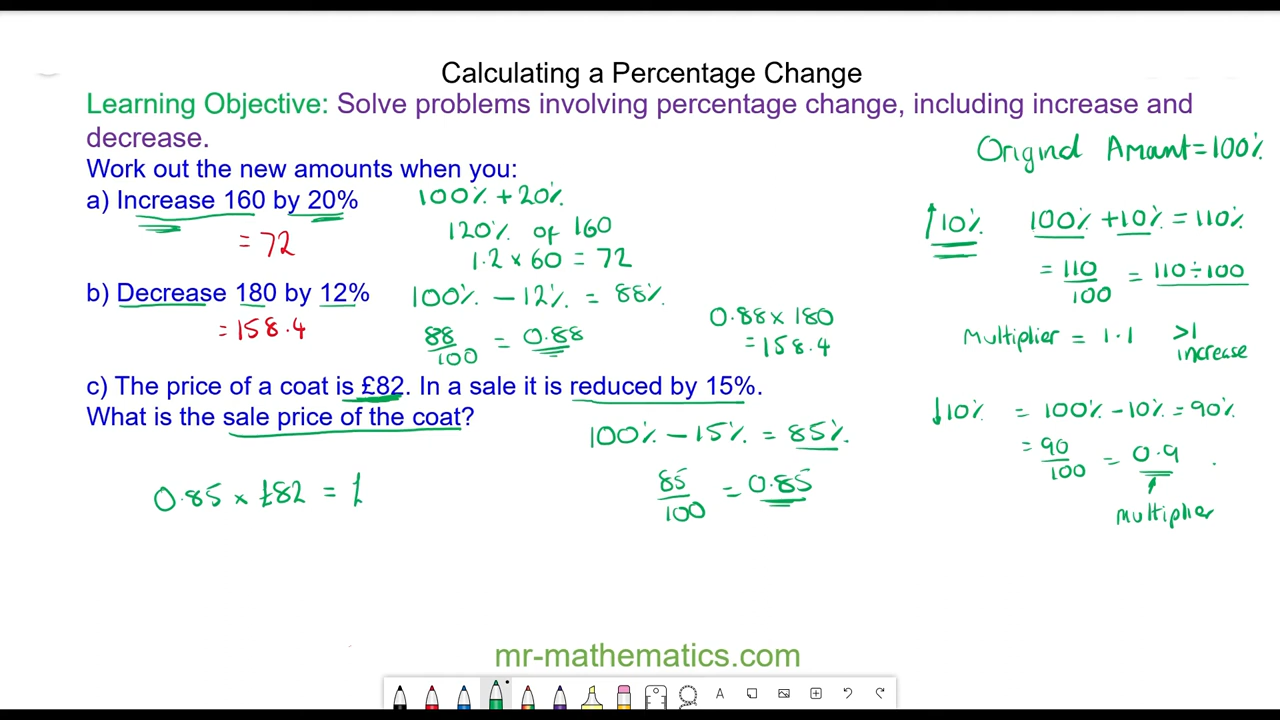 Calculating a Percentage Change
Learning Objective: Solve problems involving percentage change, including increase and
decrease.
Work out the new amounts when you:
a) Increase 160 by 20%
100% + 20%
120% of 160
= 72
1.2 × 60 = 72
b) Decrease 180 by 12%
100% - 12% = 88%
= 158.4
88/100 = 0.88
0.88 × 180
= 158.4
c) The price of a coat is £82. In a sale it is reduced by 15%.
What is the sale price of the coat?
100% - 15% = 85%.
85/100 = 0.85
0.85 × £82 = £
Original Amount = 100%
↑10% 100% + 10% = 110%
= 110/100 = 110 ÷ 100
Multiplier = 1.1 >1
increase
↓10% = 100% - 10% = 90%
= 90/100 = 0.9
Multiplier
mr-mathematics.com
A